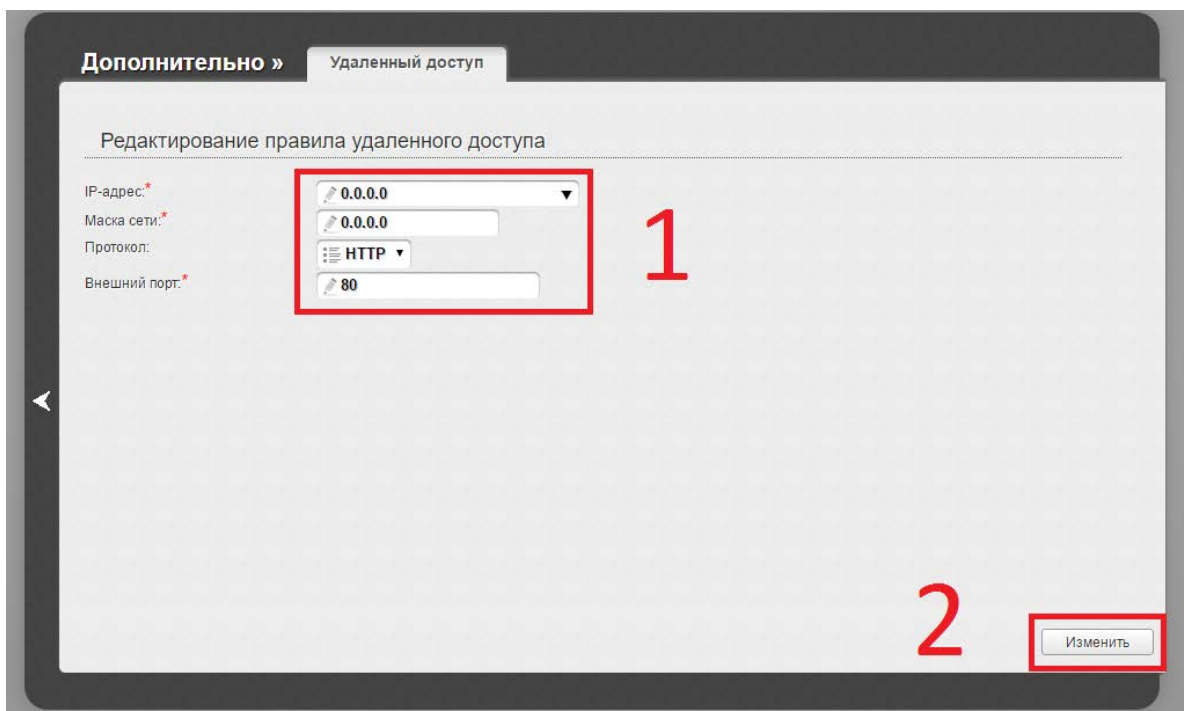 Дополнительно » Удаленный доступ
Редактирование правила удаленного доступа
IP-адрес:* 0.0.0.0
Маска сети:* 0.0.0.0
Протокол: HTTP
Внешний порт:* 80
1
2
Изменить